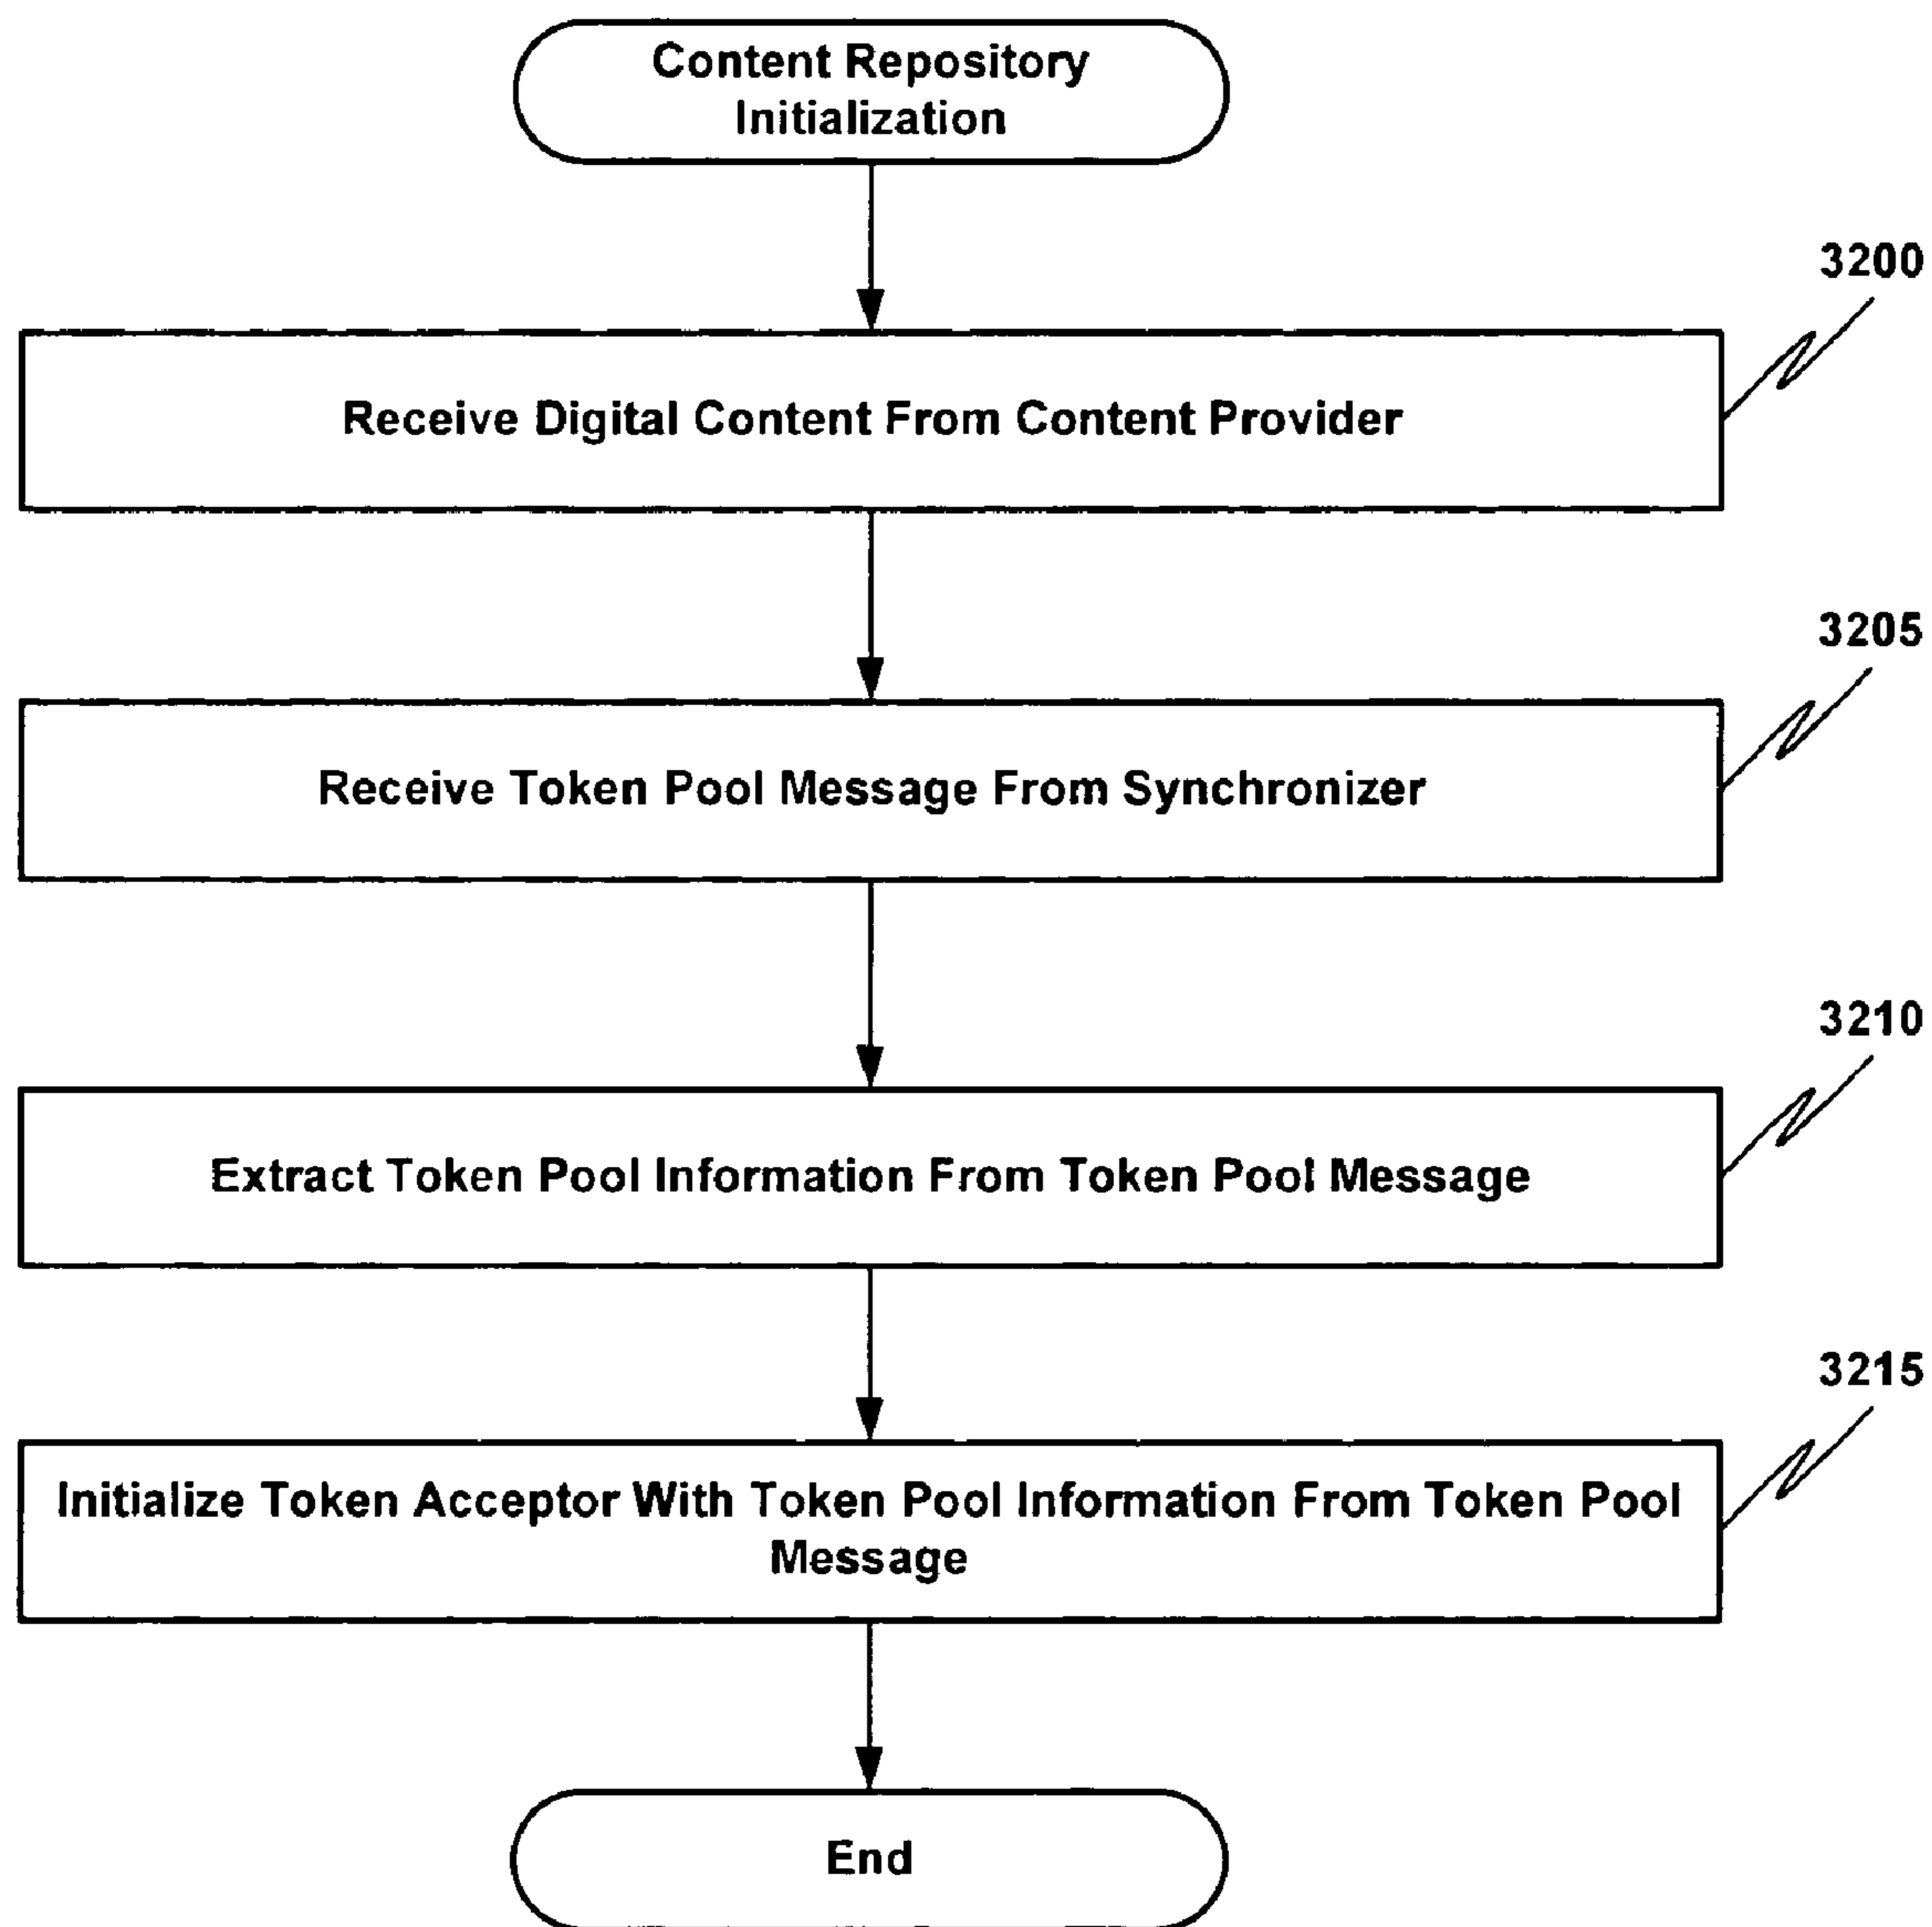 Content Repository
Initialization
3200
Receive Digital Content From Content Provider
3205
Receive Token Pool Message From Synchronizer
3210
Extract Token Pool Information From Token Pool Message
3215
Initialize Token Acceptor With Token Pool Information From Token Pool
Message
End